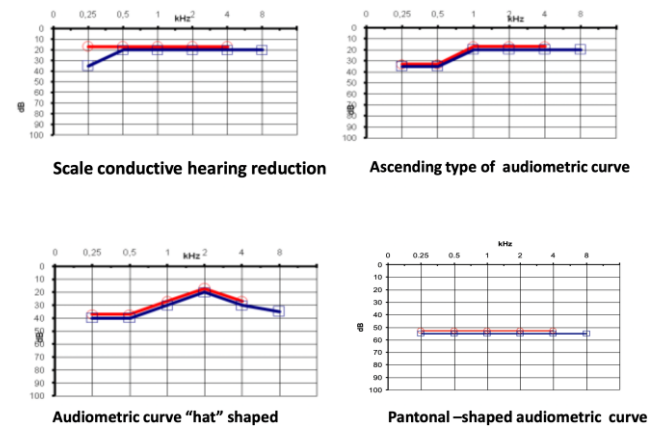 kHz
0 0,25 0,5 1 2 4 8
0
10
20
30
40
50
60
70
80
90
100
dB
Scale conductive hearing reduction
kHz
0 0,25 0,5 1 2 4 8
0
10
20
30
40
50
60
70
80
90
100
dB
Ascending type of audiometric curve
0 0,25 0,5 1 kHz 2 4 8
0
10
20
30
40
50
60
70
80
90
100
dB
Audiometric curve “hat” shaped
kHz
0 0.25 0.5 1 2 4 8
0
10
20
30
40
50
60
70
80
90
100
dB
Pantonal –shaped audiometric curve